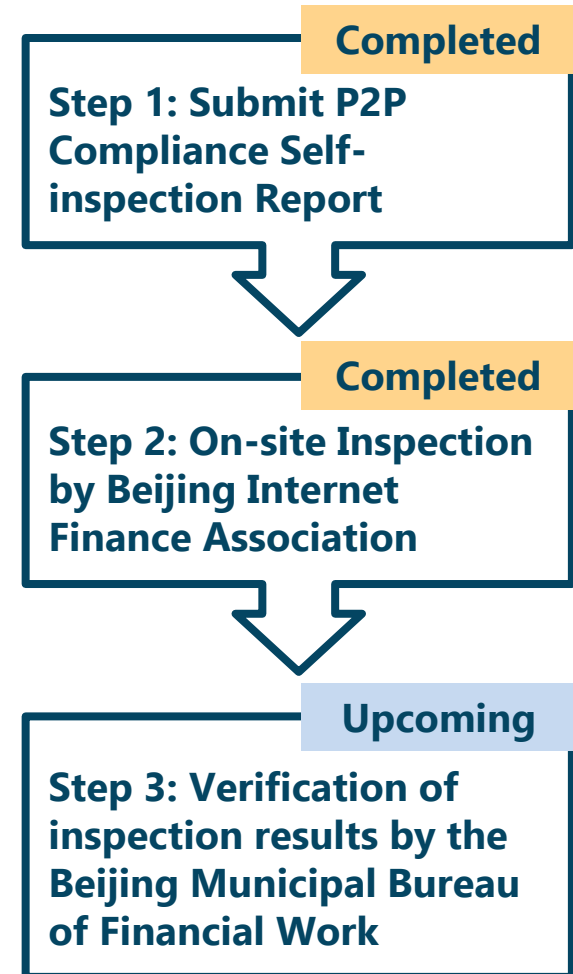 Completed
Step 1: Submit P2P
Compliance Self-
inspection Report
Completed
Step 2: On-site Inspection
by Beijing Internet
Finance Association
Upcoming
Step 3: Verification of
inspection results by the
Beijing Municipal Bureau
of Financial Work